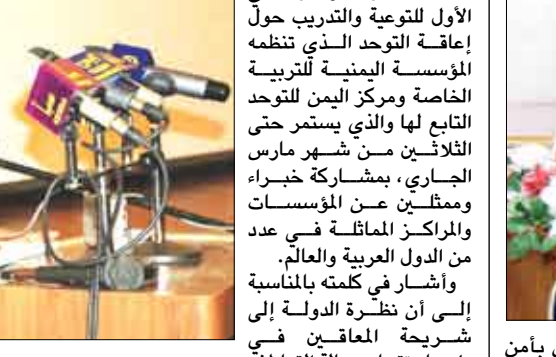 الأول للتوعية والتدريب حول
إعاقة التوحد الذي تنظمه
المؤسسة اليمنية للتربية
الخاصة ومركز اليمن للتوحد
التابع لها والذي يستمر حتى
الثلاثين من شهر مارس
الجاري، بمشاركة خبراء
وممثلين عن المؤسسات
والمراكز المماثلة في عدد
من الدول العربية والعالم.
وأشار في كلمته بالمناسبة
إلى أن نظرة الدولة إلى
شريحة المعاقين في
بأمن